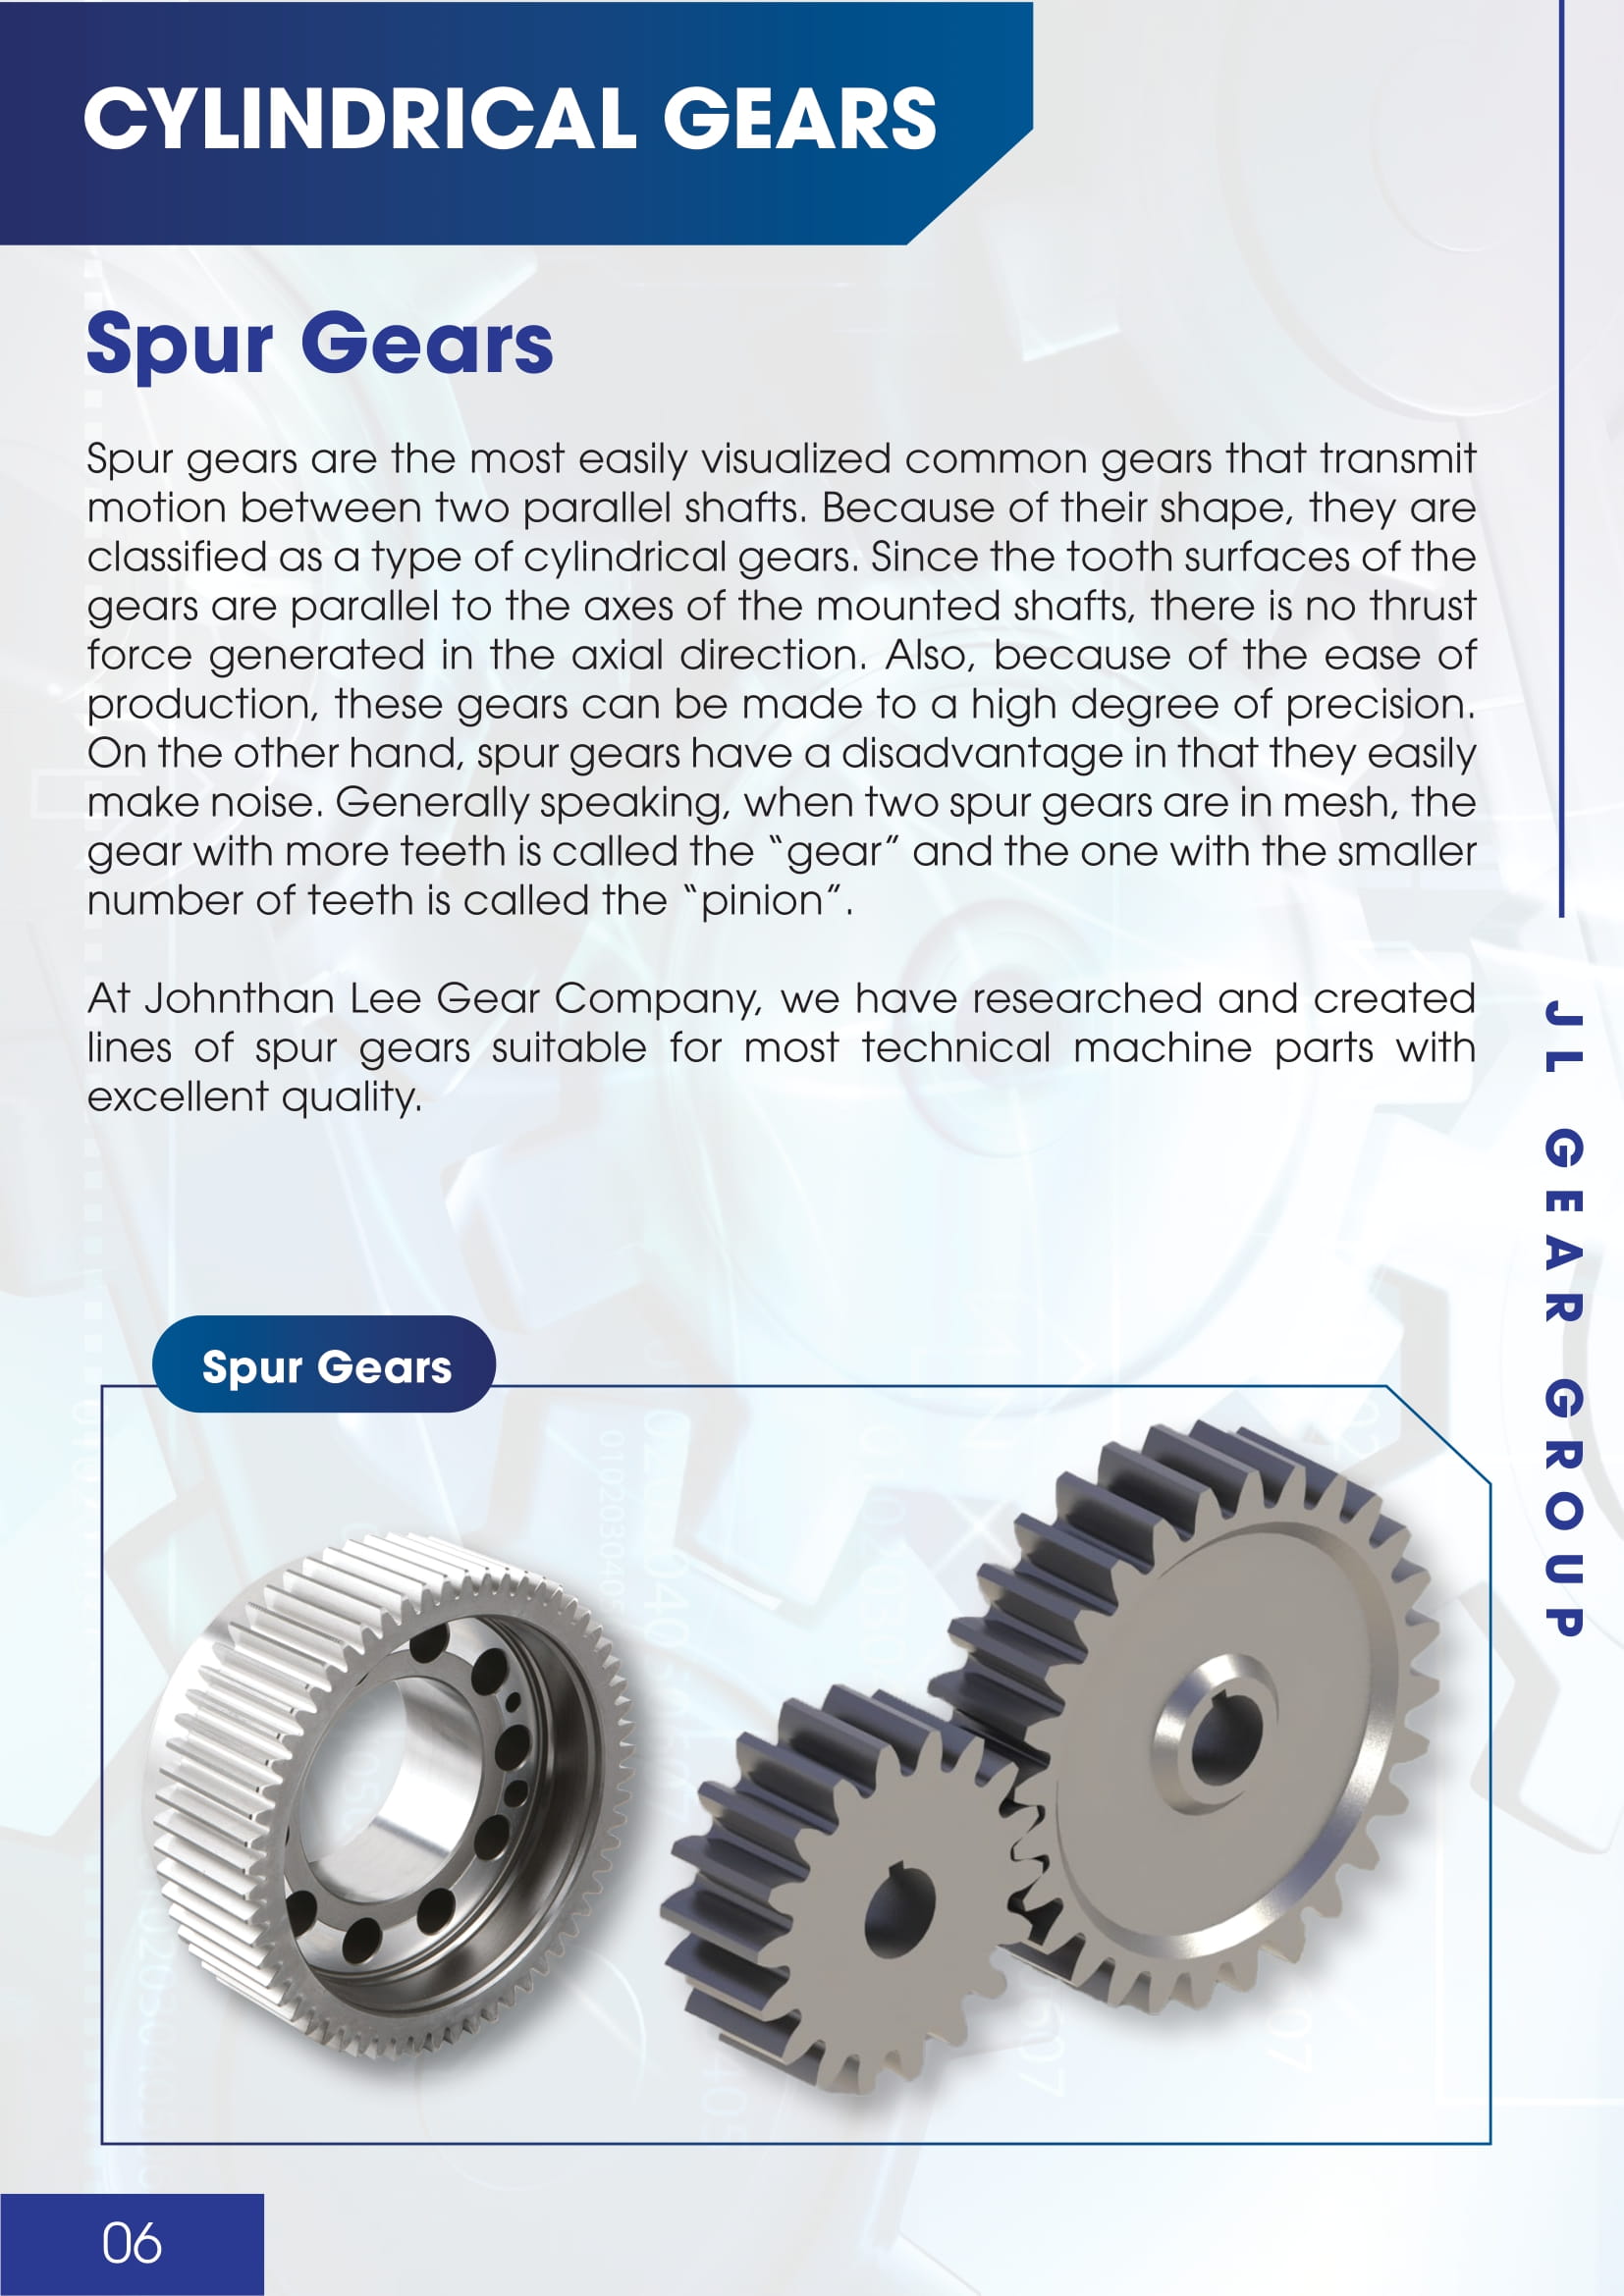 CYLINDRICAL GEARS
Spur Gears
Spur gears are the most easily visualized common gears that transmit
motion between two parallel shafts. Because of their shape, they are
classified as a type of cylindrical gears. Since the tooth surfaces of the
gears are parallel to the axes of the mounted shafts, there is no thrust
force generated in the axial direction. Also, because of the ease of
production, these gears can be made to a high degree of precision.
On the other hand, spur gears have a disadvantage in that they easily
make noise. Generally speaking, when two spur gears are in mesh, the
gear with more teeth is called the “gear” and the one with the smaller
number of teeth is called the “pinion”.
At Johnthan Lee Gear Company, we have researched and created
lines of spur gears suitable for most technical machine parts with
excellent quality.
JL GEAR GROUP
Spur Gears
06